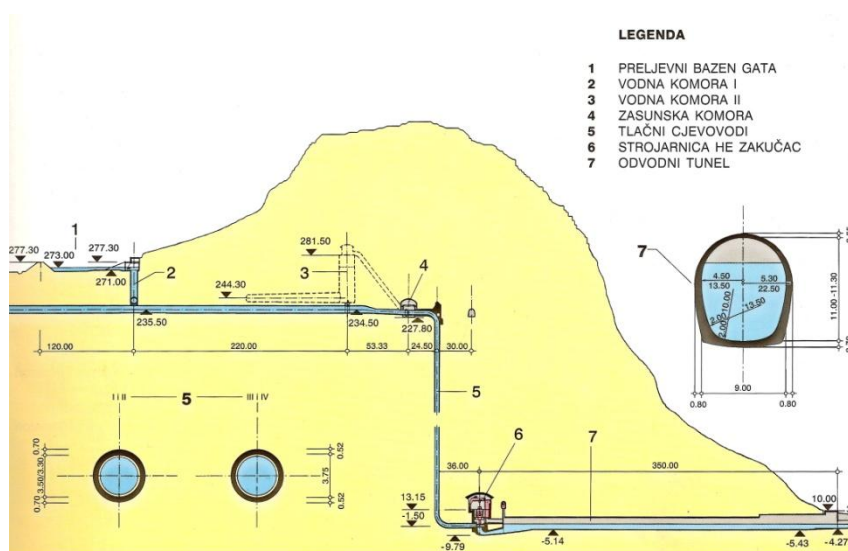 LEGENDA
1 PRELJEVNI BAZEN GATA
2 VODNA KOMORA I
3 VODNA KOMORA II
4 ZASUNSKA KOMORA
5 TLAČNI CJEVOVODI
6 STROJARNICA HE ZAKUČAC
7 ODVODNI TUNEL
1
277.30 273.00 277.30
271.00
2
281.50
3
4
244.30
235.50
234.50
227.80
120.00 220.00 53.33 24.50 30.00
7
4.50 5.30
13.50 22.50
2.00 10.00 13.50
2.00
11.00-11.30
0.80 9.00 0.80
I i II 5 III i IV
5
0.70 3.50/3.30 0.70
0.52 3.75 0.52
6
7
36.00 350.00
13.15
-1.50
10.00
-9.79
-5.14
-5.43
-4.27